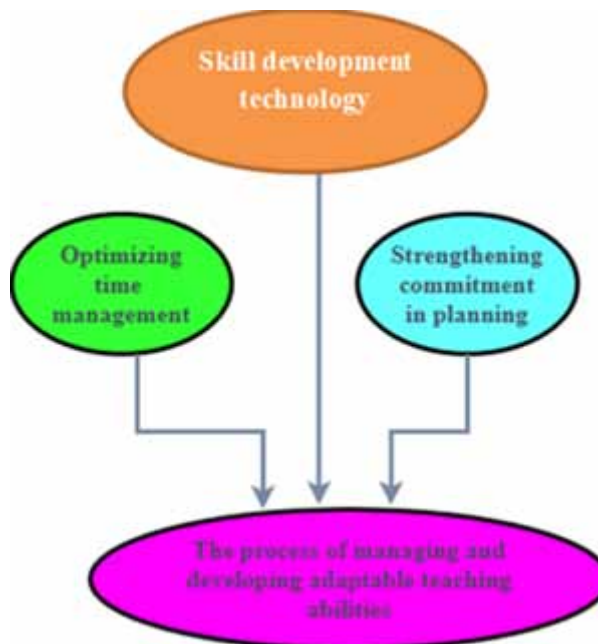 Skill development
technology
Optimizing
time
management
Strengthening
commitment
in planning
The process of managing and
developing adaptable teaching
abilities